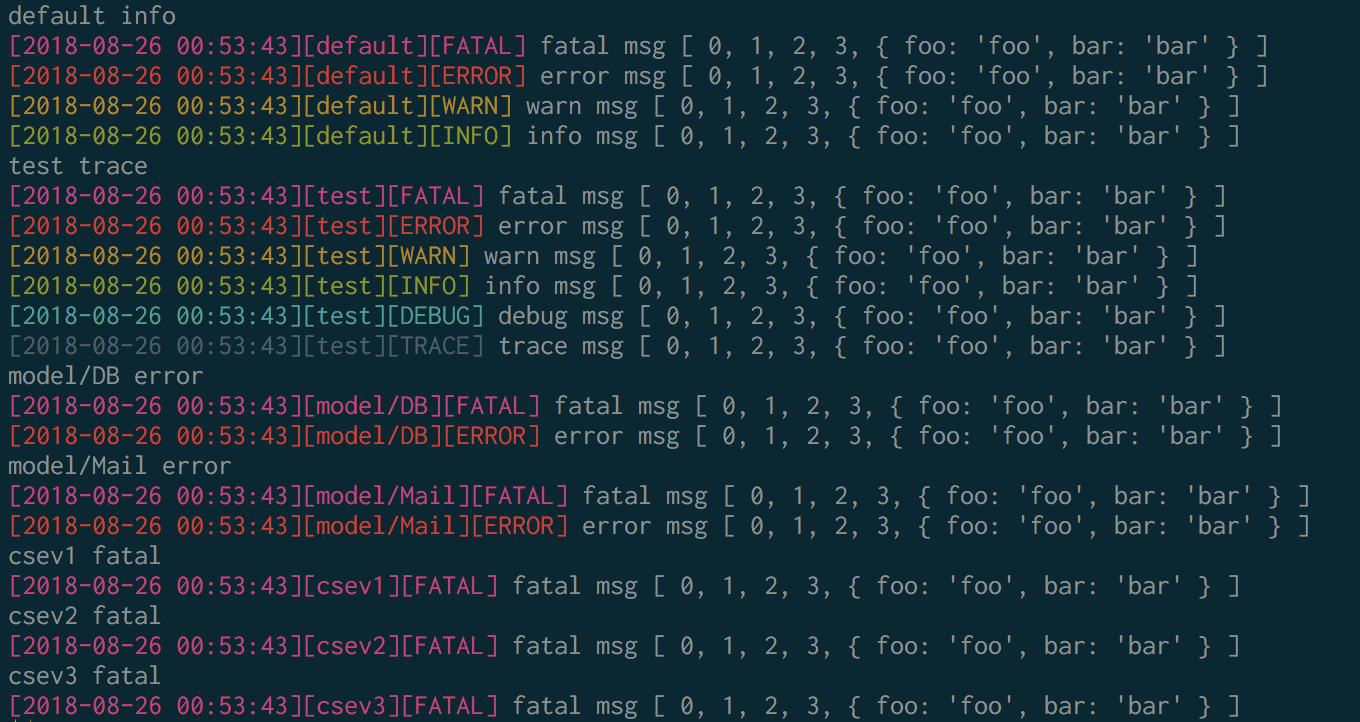 default info
[2018-08-26 00:53:43][default][FATAL] fatal msg [ 0, 1, 2, 3, { foo: 'foo', bar: 'bar' } ]
[2018-08-26 00:53:43][default][ERROR] error msg [ 0, 1, 2, 3, { foo: 'foo', bar: 'bar' } ]
[2018-08-26 00:53:43][default][WARN] warn msg [ 0, 1, 2, 3, { foo: 'foo', bar: 'bar' } ]
[2018-08-26 00:53:43][default][INFO] info msg [ 0, 1, 2, 3, { foo: 'foo', bar: 'bar' } ]
test trace
[2018-08-26 00:53:43][test][FATAL] fatal msg [ 0, 1, 2, 3, { foo: 'foo', bar: 'bar' } ]
[2018-08-26 00:53:43][test][ERROR] error msg [ 0, 1, 2, 3, { foo: 'foo', bar: 'bar' } ]
[2018-08-26 00:53:43][test][WARN] warn msg [ 0, 1, 2, 3, { foo: 'foo', bar: 'bar' } ]
[2018-08-26 00:53:43][test][INFO] info msg [ 0, 1, 2, 3, { foo: 'foo', bar: 'bar' } ]
[2018-08-26 00:53:43][test][DEBUG] debug msg [ 0, 1, 2, 3, { foo: 'foo', bar: 'bar' } ]
[2018-08-26 00:53:43][test][TRACE] trace msg [ 0, 1, 2, 3, { foo: 'foo', bar: 'bar' } ]
model/DB error
[2018-08-26 00:53:43][model/DB][FATAL] fatal msg [ 0, 1, 2, 3, { foo: 'foo', bar: 'bar' } ]
[2018-08-26 00:53:43][model/DB][ERROR] error msg [ 0, 1, 2, 3, { foo: 'foo', bar: 'bar' } ]
model/Mail error
[2018-08-26 00:53:43][model/Mail][FATAL] fatal msg [ 0, 1, 2, 3, { foo: 'foo', bar: 'bar' } ]
[2018-08-26 00:53:43][model/Mail][ERROR] error msg [ 0, 1, 2, 3, { foo: 'foo', bar: 'bar' } ]
csev1 fatal
[2018-08-26 00:53:43][csev1][FATAL] fatal msg [ 0, 1, 2, 3, { foo: 'foo', bar: 'bar' } ]
csev2 fatal
[2018-08-26 00:53:43][csev2][FATAL] fatal msg [ 0, 1, 2, 3, { foo: 'foo', bar: 'bar' } ]
csev3 fatal
[2018-08-26 00:53:43][csev3][FATAL] fatal msg [ 0, 1, 2, 3, { foo: 'foo', bar: 'bar' } ]